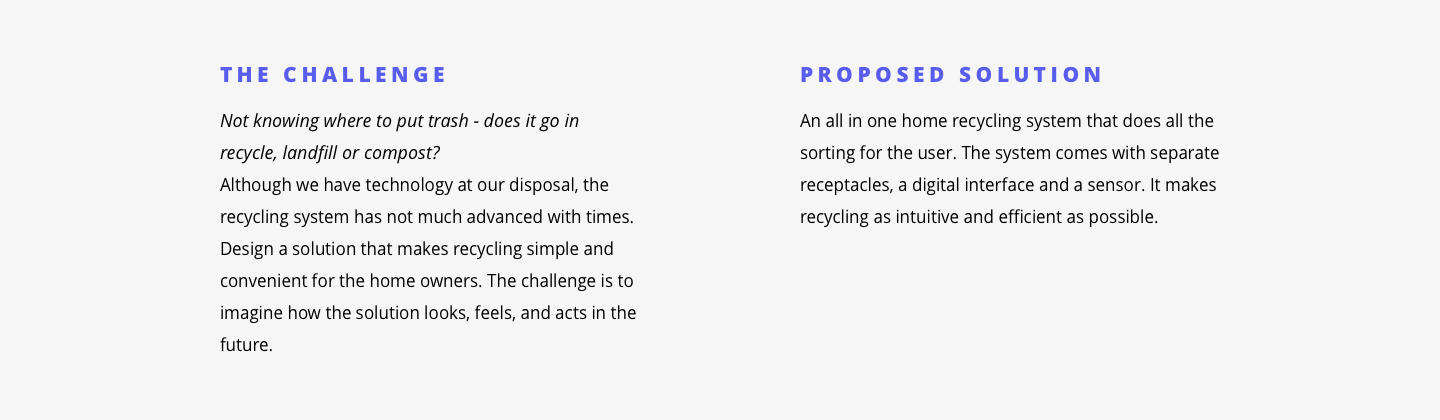 THE CHALLENGE
Not knowing where to put trash - does it go in
recycle, landfill or compost?
Although we have technology at our disposal, the
recycling system has not much advanced with times.
Design a solution that makes recycling simple and
convenient for the home owners. The challenge is to
imagine how the solution looks, feels, and acts in the
future.
PROPOSED SOLUTION
An all in one home recycling system that does all the
sorting for the user. The system comes with separate
receptacles, a digital interface and a sensor. It makes
recycling as intuitive and efficient as possible.